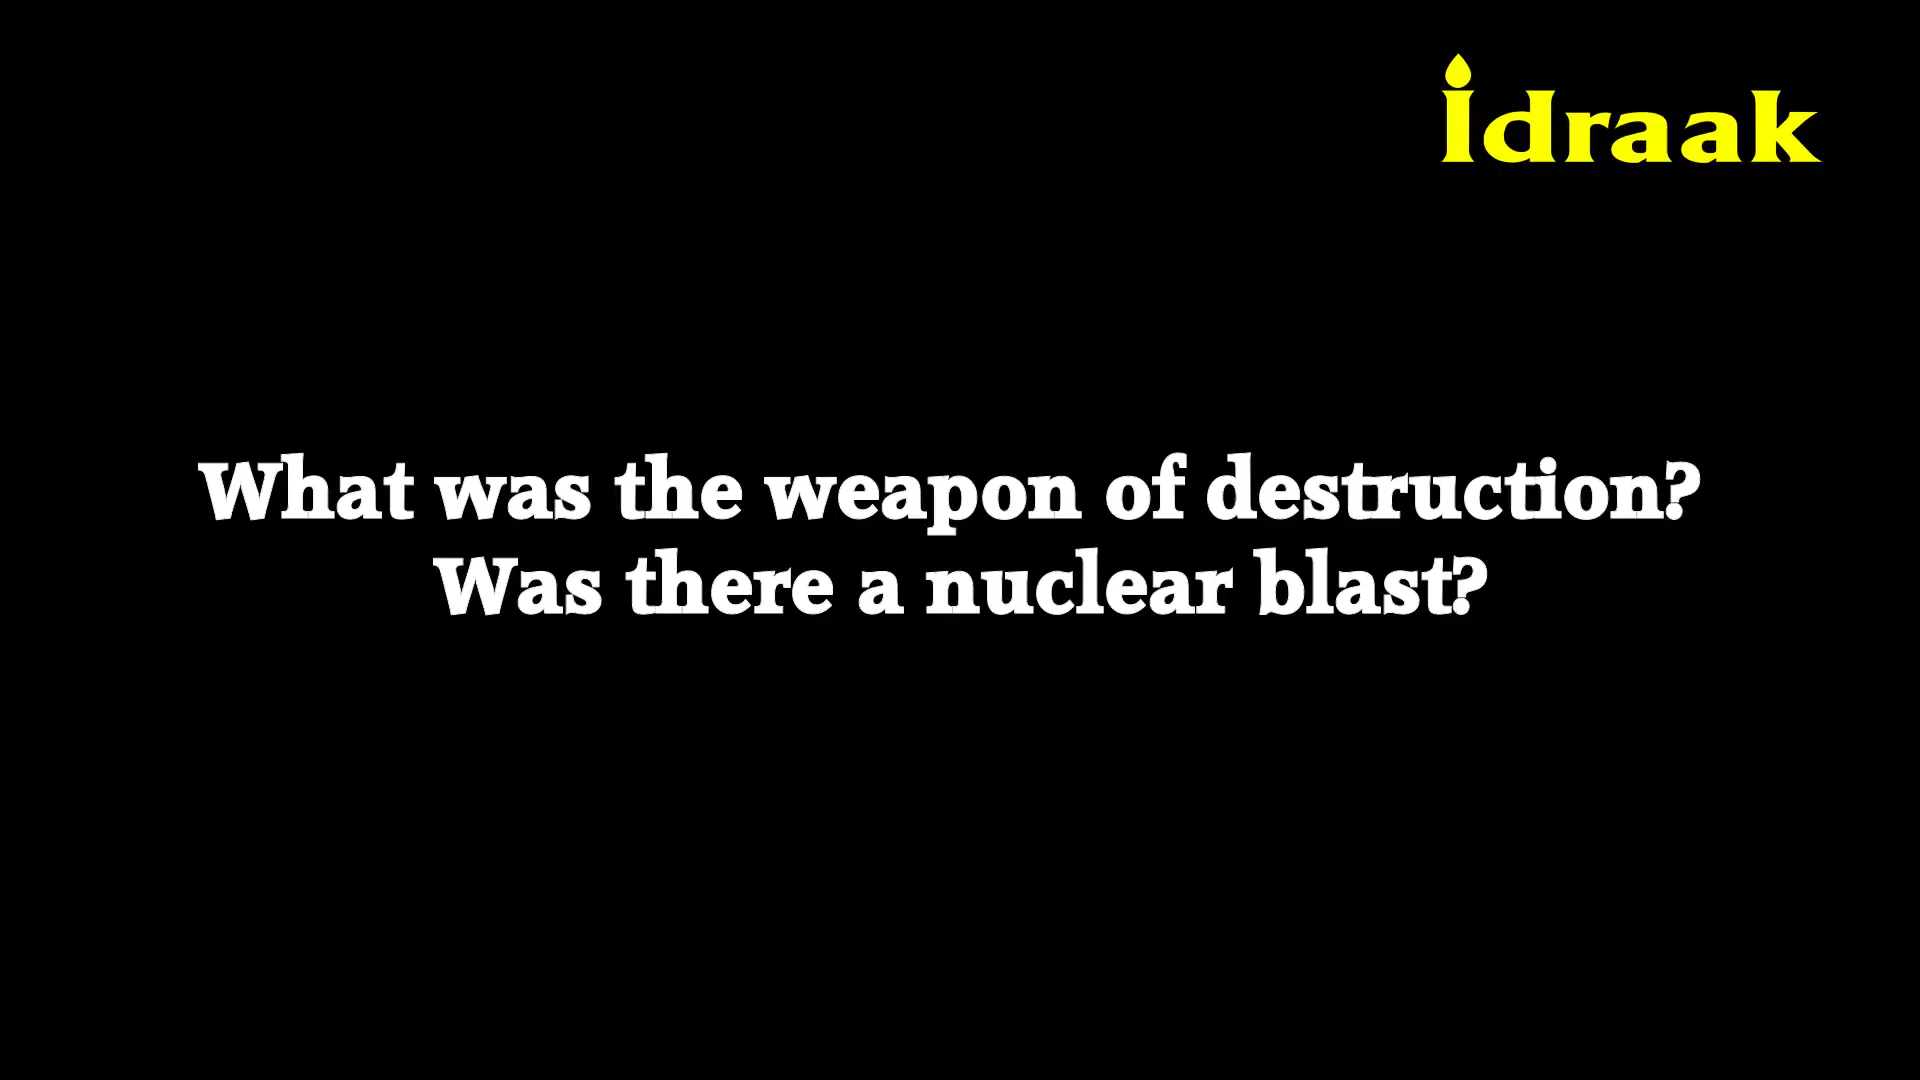 idraak
What was the weapon of destruction?
Was there a nuclear blast?